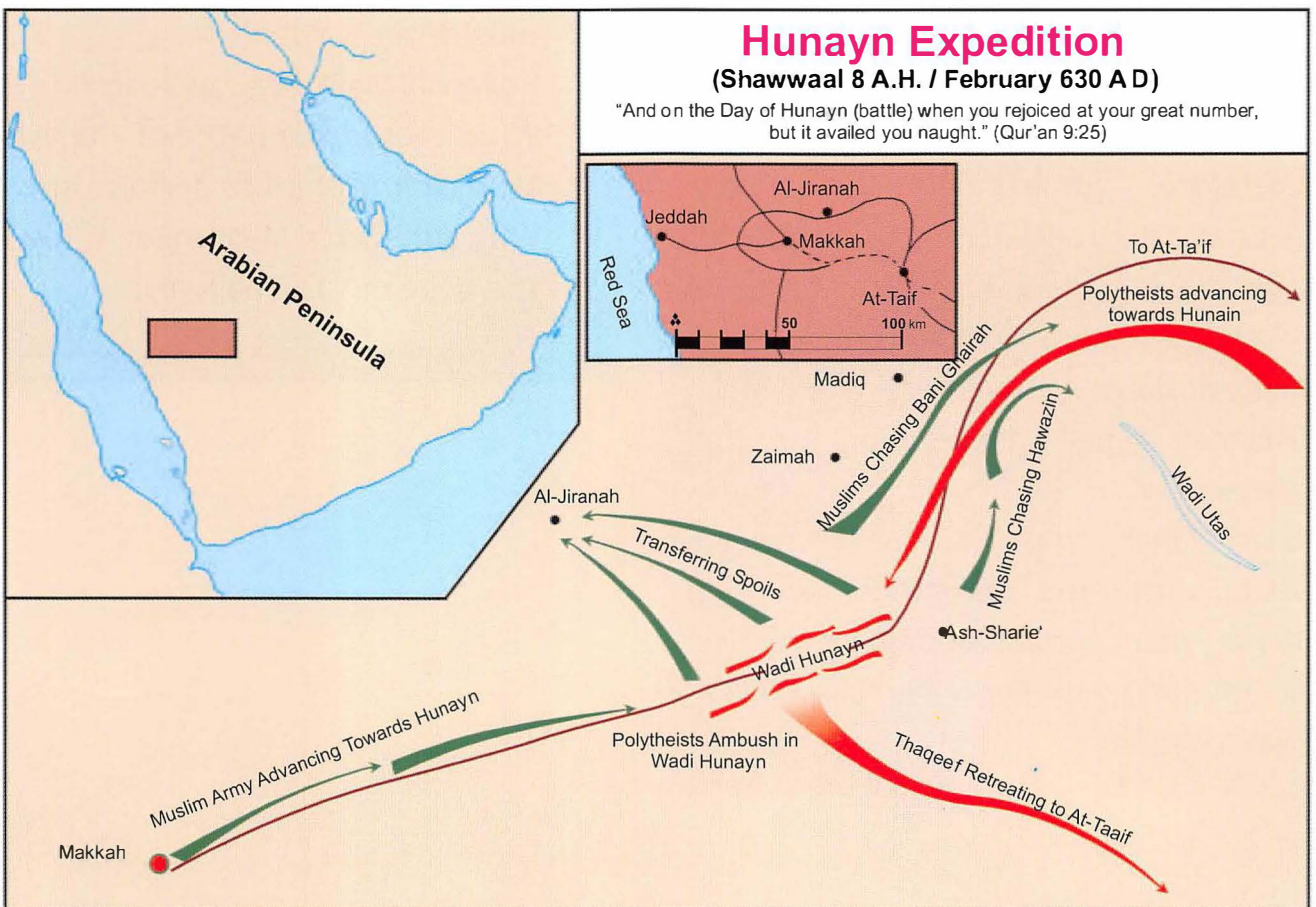 Hunayn Expedition
(Shawwaal 8 A.H. / February 630 AD)
“And on the Day of Hunayn (battle) when you rejoiced at your great number,
but it availed you naught.” (Qur’an 9:25)
Arabian Peninsula
Al-Jiranah
Jeddah
Makkah
Red Sea
At-Taif
50
100 km
To At-Ta’if
Polytheists advancing
towards Hunain
Madiq
Muslims Chasing Bani Ghairah
Zaimah
Muslims Chasing Hawazin
Wadi Utas
Al-Jiranah
Transferring Spoils
Ash-Sharie‘
Wadi Hunayn
Muslim Army Advancing Towards Hunayn
Polytheists Ambush in
Wadi Hunayn
Thaqeef Retreating to At-Taaif
Makkah